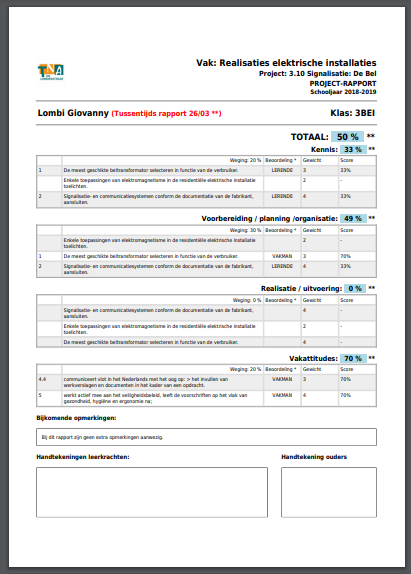 TNA
Vak: Realisaties elektrische installaties
Project: 3.10 Signalisatie: De Bel
PROJECT-RAPPORT
Schooljaar 2018-2019
Lombi Giovanny (Tussentijds rapport 26/03 **) Klas: 3BEI
TOTAAL: 50 % **
Kennis: 33 % **
Weging: 20 % Beoordeling * Gewicht Score
1 De meest geschikte beltransformator selecteren in functie van de verbruiker. LERENDE 3 33%
Enkele toepassingen van elektromagnetisme in de residentiële elektrische installatie 2 -
toelichten.
2 Signalisatie- en communicatiesystemen conform de documentatie van de fabrikant, LERENDE 4 33%
aansluiten.
Voorbereiding / planning /organisatie: 49 % **
Weging: 30 % Beoordeling * Gewicht Score
Enkele toepassingen van elektromagnetisme in de residentiële elektrische installatie 2 -
toelichten.
1 De meest geschikte beltransformator selecteren in functie van de verbruiker. VAKMAN 3 70%
2 Signalisatie- en communicatiesystemen conform de documentatie van de fabrikant, LERENDE 4 33%
aansluiten.
Realisatie / uitvoering: 0 % **
Weging: 0 % Beoordeling * Gewicht Score
Signalisatie- en communicatiesystemen conform de documentatie van de fabrikant, 4 -
aansluiten.
Enkele toepassingen van elektromagnetisme in de residentiële elektrische installatie 2 -
toelichten.
De meest geschikte beltransformator selecteren in functie van de verbruiker. 4 -
Vakattitudes: 70 % **
Weging: 20 % Beoordeling * Gewicht Score
4.4 communiceert vlot in het Nederlands met het oog op: > het invullen van VAKMAN 3 70%
werkverslagen en documenten in het kader van een opdracht.
5 werkt actief mee aan het veiligheidsbeleid, leeft de voorschriften op het vlak van VAKMAN 4 70%
gezondheid, hygiëne en ergonomie na;
Bijkomende opmerkingen:
Bij dit rapport zijn geen extra opmerkingen aanwezig.
Handtekeningen leerkrachten: Handtekening ouders